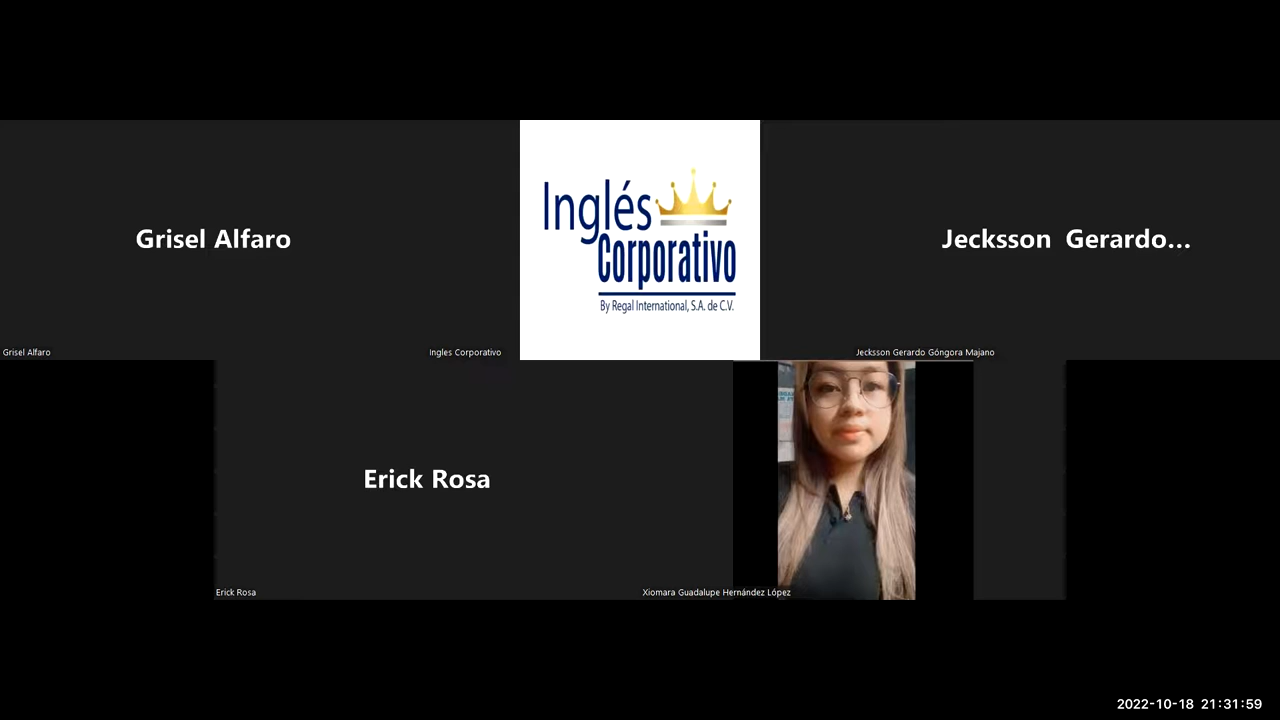 Grisel Alfaro
Inglés
Corporativo
By Regal International, S.A. de C.V.
Jecksson Gerardo...
Grisel Alfaro
Ingles Corporativo
Jecksson Gerardo Góngora Majano
Erick Rosa
Erick Rosa
Xiomara Guadalupe Hernández López
2022-10-18 21:31:59